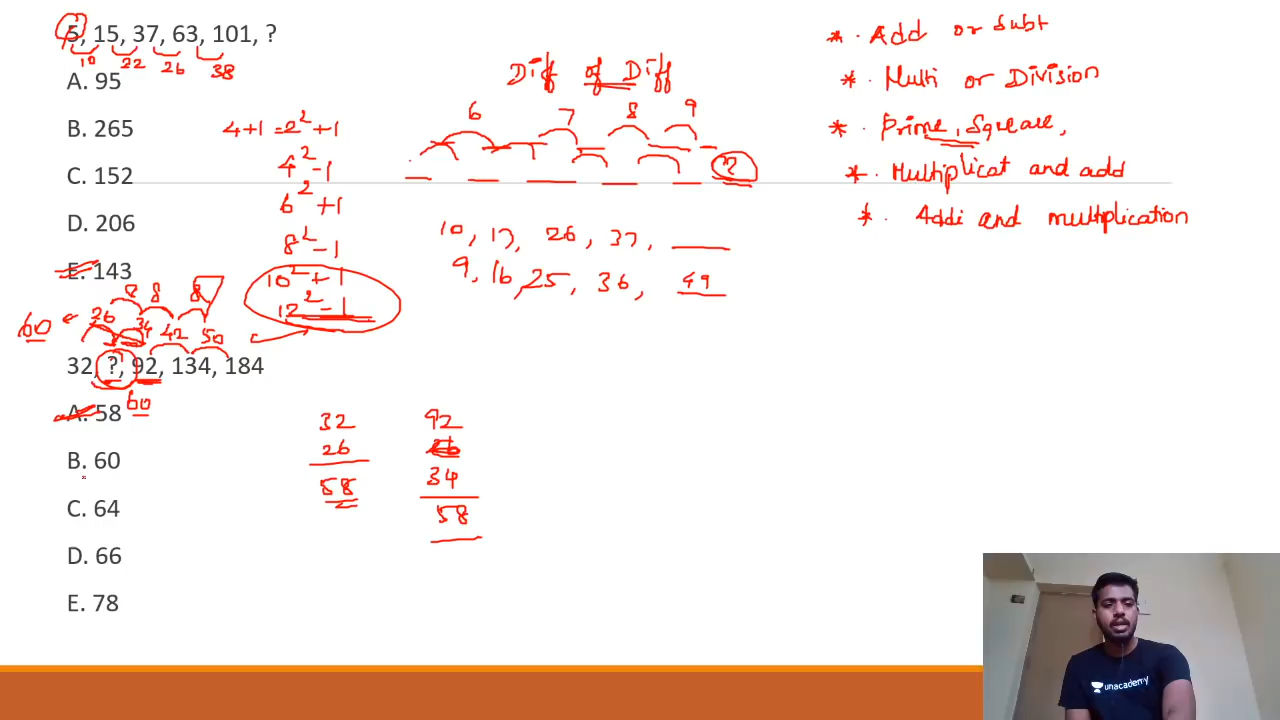 5, 15, 37, 63, 101, ?
10 22 26 38
A. 95
B. 265
C. 152
D. 206
E. 143
4+1 = 2² + 1
4² - 1
6² + 1
8² - 1
10² + 1
12² - 1
Diff of Diff
6 7 8 9
?
10, 17, 26, 37,
9, 16, 25, 36, 49
* . Add or Subt
* . Multi or Division
* . Prime, Square,
* . Multiplicat and add
* . Addi and multiplication
8 8 8
60 26 34 42 50
32, ?, 92, 134, 184
60
A. 58
B. 60
C. 64
D. 66
E. 78
32
26
58
92
34
58
unacademy